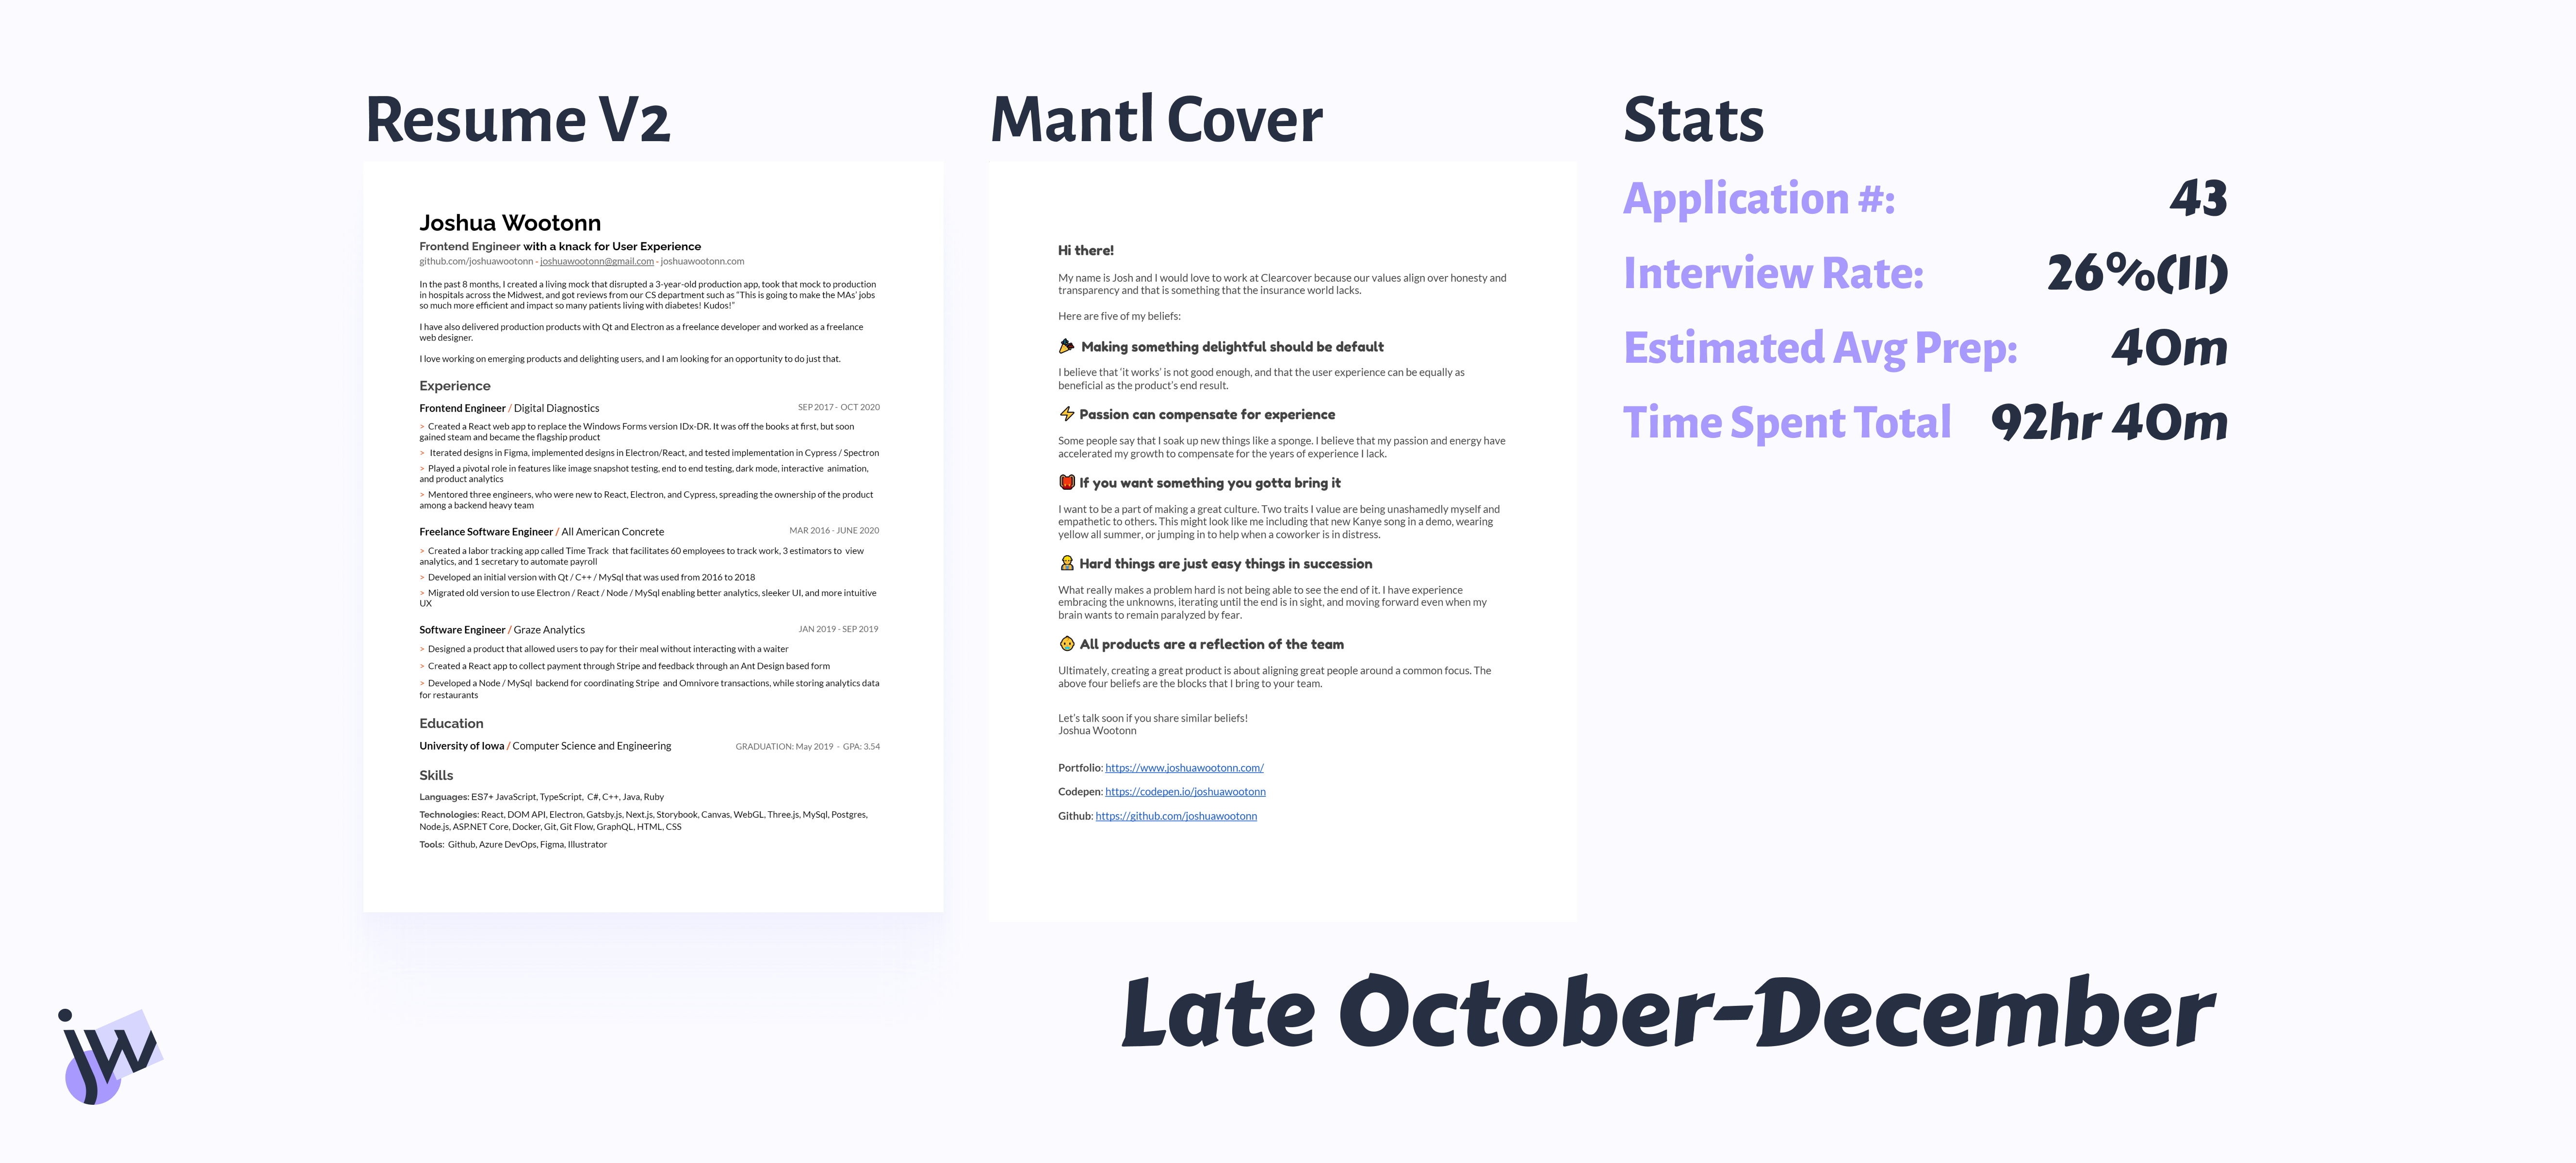 Resume V2
Joshua Wootonn
Frontend Engineer with a knack for User Experience
github.com/joshuawootonn - joshuawootonn@gmail.com - joshuawootonn.com
In the past 8 months, I created a living mock that disrupted a 3-year-old production app, took that mock to production
in hospitals across the Midwest, and got reviews from our CS department such as “This is going to make the MAs’ jobs
so much more efficient and impact so many patients living with diabetes! Kudos!”
I have also delivered production products with Qt and Electron as a freelance developer and worked as a freelance
web designer.
I love working on emerging products and delighting users, and I am looking for an opportunity to do just that.
Experience
Frontend Engineer / Digital Diagnostics SEP 2017 - OCT 2020
> Created a React web app to replace the Windows Forms version IDx-DR. It was off the books at first, but soon
gained steam and became the flagship product
> Iterated designs in Figma, implemented designs in Electron/React, and tested implementation in Cypress / Spectron
> Played a pivotal role in features like image snapshot testing, end to end testing, dark mode, interactive animation,
and product analytics
> Mentored three engineers, who were new to React, Electron, and Cypress, spreading the ownership of the product
among a backend heavy team
Freelance Software Engineer / All American Concrete MAR 2016 - JUNE 2020
> Created a labor tracking app called Time Track that facilitates 60 employees to track work, 3 estimators to view
analytics, and 1 secretary to automate payroll
> Developed an initial version with Qt / C++ / MySql that was used from 2016 to 2018
> Migrated old version to use Electron / React / Node / MySql enabling better analytics, sleeker UI, and more intuitive
UX
Software Engineer / Graze Analytics JAN 2019 - SEP 2019
> Designed a product that allowed users to pay for their meal without interacting with a waiter
> Created a React app to collect payment through Stripe and feedback through an Ant Design based form
> Developed a Node / MySql backend for coordinating Stripe and Omnivore transactions, while storing analytics data
for restaurants
Education
University of Iowa / Computer Science and Engineering GRADUATION: May 2019 - GPA: 3.54
Skills
Languages: ES7+ JavaScript, TypeScript, C#, C++, Java, Ruby
Technologies: React, DOM API, Electron, Gatsby.js, Next.js, Storybook, Canvas, WebGL, Three.js, MySql, Postgres,
Node.js, ASP.NET Core, Docker, Git, Git Flow, GraphQL, HTML, CSS
Tools: Github, Azure DevOps, Figma, Illustrator
Mantl Cover
Hi there!
My name is Josh and I would love to work at Clearcover because our values align over honesty and
transparency and that is something that the insurance world lacks.
Here are five of my beliefs:
🎉 Making something delightful should be default
I believe that ‘it works’ is not good enough, and that the user experience can be equally as
beneficial as the product’s end result.
⚡ Passion can compensate for experience
Some people say that I soak up new things like a sponge. I believe that my passion and energy have
accelerated my growth to compensate for the years of experience I lack.
If you want something you gotta bring it
I want to be a part of making a great culture. Two traits I value are being unashamedly myself and
empathetic to others. This might look like me including that new Kanye song in a demo, wearing
yellow all summer, or jumping in to help when a coworker is in distress.
Hard things are just easy things in succession
What really makes a problem hard is not being able to see the end of it. I have experience
embracing the unknowns, iterating until the end is in sight, and moving forward even when my
brain wants to remain paralyzed by fear.
All products are a reflection of the team
Ultimately, creating a great product is about aligning great people around a common focus. The
above four beliefs are the blocks that I bring to your team.
Let’s talk soon if you share similar beliefs!
Joshua Wootonn
Portfolio: https://www.joshuawootonn.com/
Codepen: https://codepen.io/joshuawootonn
Github: https://github.com/joshuawootonn
Stats
Application #: 43
Interview Rate: 26%(11)
Estimated Avg Prep: 40m
Time Spent Total 92hr 40m
Late October-December
jw